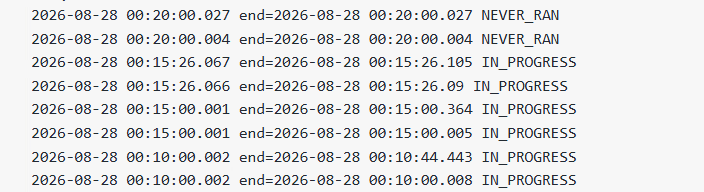 2026-08-28 00:20:00.027 end=2026-08-28 00:20:00.027 NEVER_RAN
2026-08-28 00:20:00.004 end=2026-08-28 00:20:00.004 NEVER_RAN
2026-08-28 00:15:26.067 end=2026-08-28 00:15:26.105 IN_PROGRESS
2026-08-28 00:15:26.066 end=2026-08-28 00:15:26.09 IN_PROGRESS
2026-08-28 00:15:00.001 end=2026-08-28 00:15:00.364 IN_PROGRESS
2026-08-28 00:15:00.001 end=2026-08-28 00:15:00.005 IN_PROGRESS
2026-08-28 00:10:00.002 end=2026-08-28 00:10:44.443 IN_PROGRESS
2026-08-28 00:10:00.002 end=2026-08-28 00:10:00.008 IN_PROGRESS